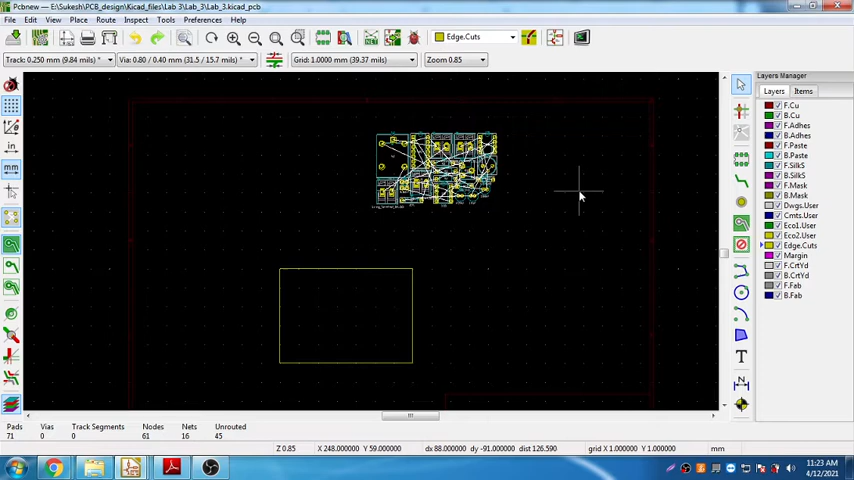 Pcbnew — E:\Sukesh\PCB_design\Kicad_files\Lab 3\Lab_3\Lab_3.kicad_pcb
File Edit View Place Route Inspect Tools Preferences Help
Edge.Cuts
Track: 0.250 mm (9.84 mils) Via: 0.80 / 0.40 mm (31.5 / 15.7 mils) Grid: 1.0000 mm (39.37 mils) Zoom 0.85
Layers Manager
Layers Items
F.Cu
B.Cu
F.Adhes
B.Adhes
F.Paste
B.Paste
F.SilkS
B.SilkS
F.Mask
B.Mask
Dwgs.User
Cmts.User
Eco1.User
Eco2.User
Edge.Cuts
Margin
F.CrtYd
B.CrtYd
F.Fab
B.Fab
in
mm
T
N
Pads Vias Track Segments Nodes Nets Unrouted
71 0 0 61 16 45
Z 0.85 X 248.000000 Y 59.000000 dx 88.000000 dy -91.000000 dist 126.590 grid X 1.000000 Y 1.000000 mm
11:23 AM
4/12/2021